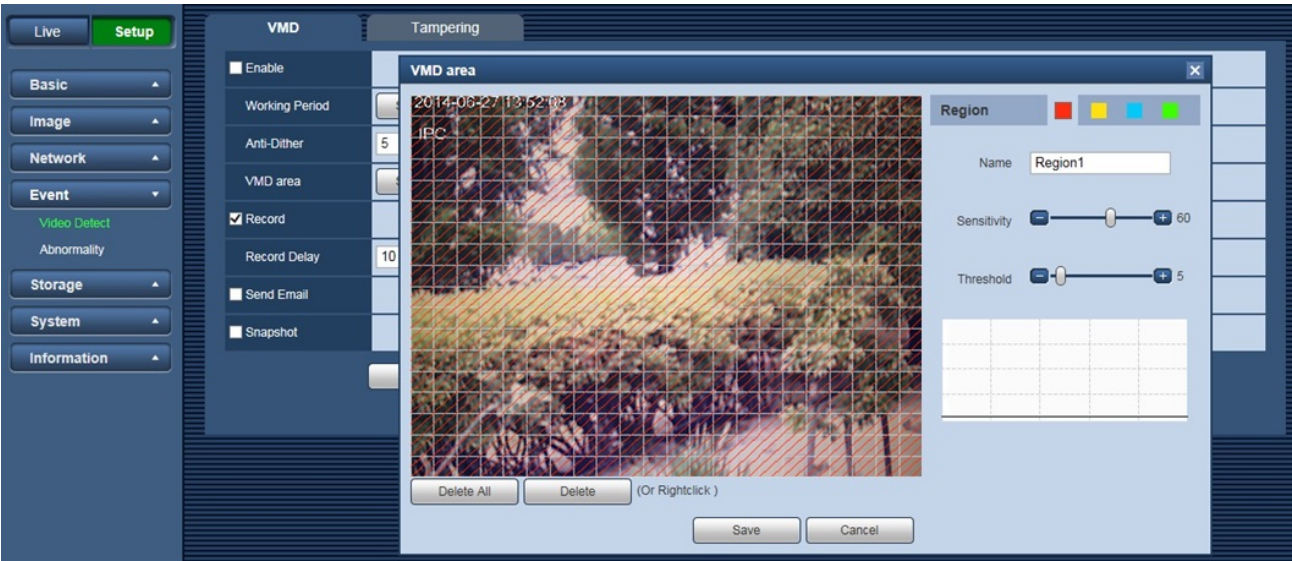 Live
Setup
Basic
Image
Network
Event
Video Detect
Abnormality
Storage
System
Information
VMD
Tampering
Enable
Working Period
Anti-Dither
5
VMD area
Record
Record Delay
10
Send Email
Snapshot
VMD area
2014-06-27 13:52:08
IPC
Delete All
Delete
(Or Rightclick )
Save
Cancel
Region
Name
Region1
Sensitivity
60
Threshold
5